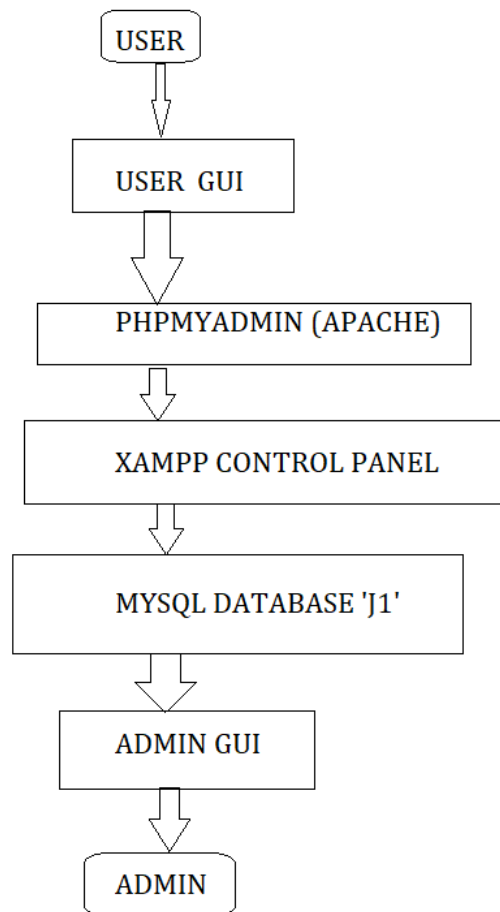 USER
USER GUI
PHPMYADMIN (APACHE)
XAMPP CONTROL PANEL
MYSQL DATABASE 'J1'
ADMIN GUI
ADMIN